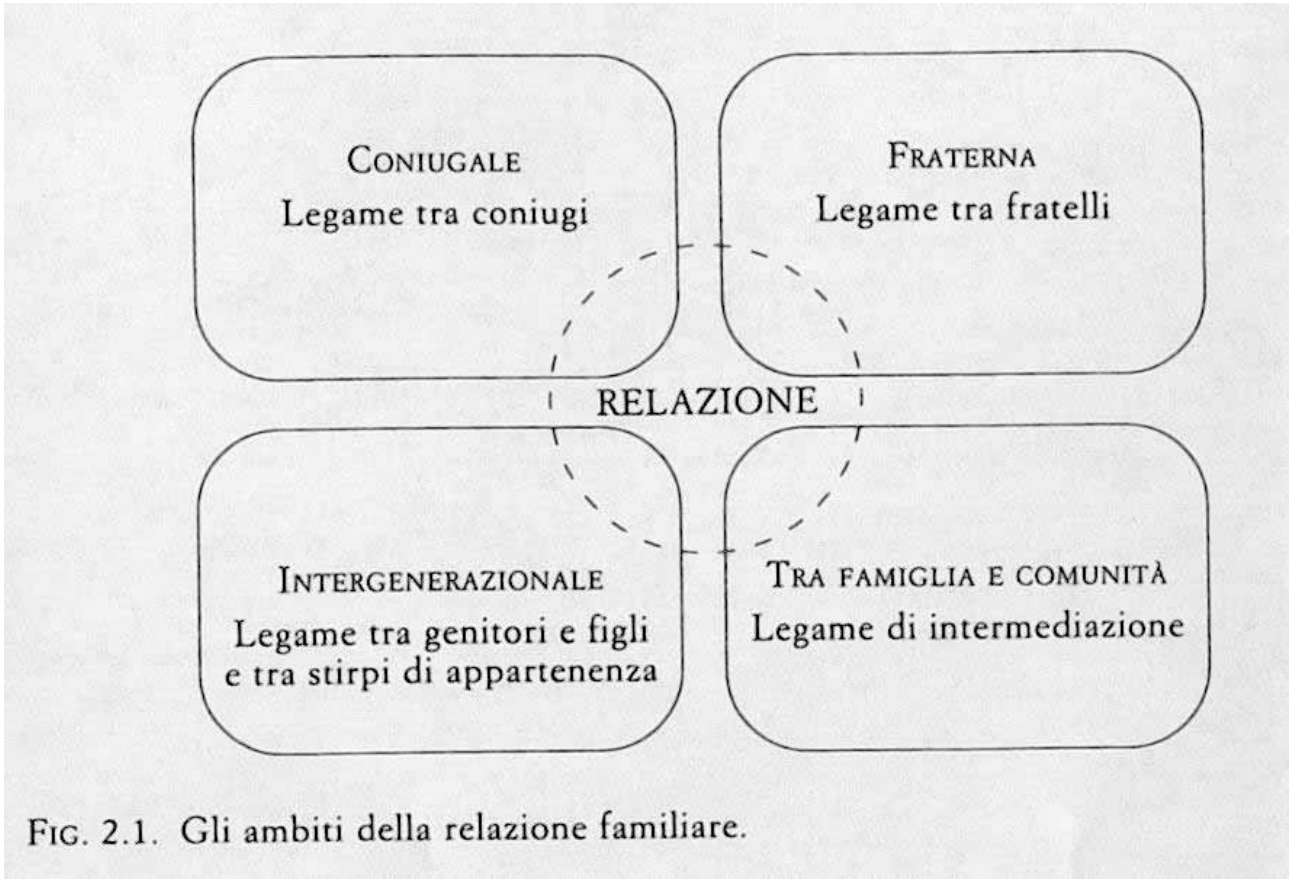 CONIUGALE
Legame tra coniugi
FRATERNA
Legame tra fratelli
RELAZIONE
INTERGENERAZIONALE
Legame tra genitori e figli
e tra stirpi di appartenenza
TRA FAMIGLIA E COMUNITÀ
Legame di intermediazione
FIG. 2.1. Gli ambiti della relazione familiare.